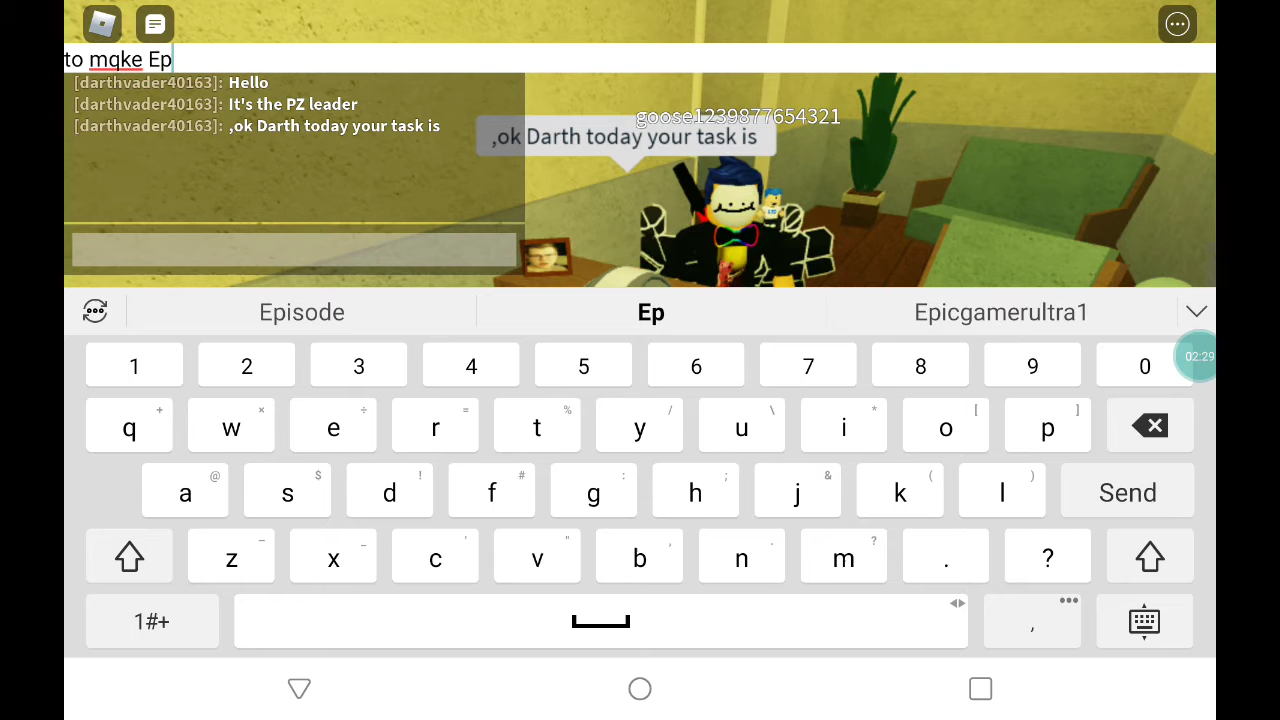 to mqke Ep
[darthvader40163]: Hello
[darthvader40163]: It's the PZ leader
[darthvader40163]: ,ok Darth today your task is
goose1239877654321
,ok Darth today your task is
Episode Ep Epicgamerultra1
1 2 3 4 5 6 7 8 9 0
02:29
+ × ÷ = % / \ * [ ]
q w e r t y u i o p
@ $ ! # : ; & ( )
a s d f g h j k l Send
- _ ' " , . ?
z x c v b n m . ?
1#+ ,